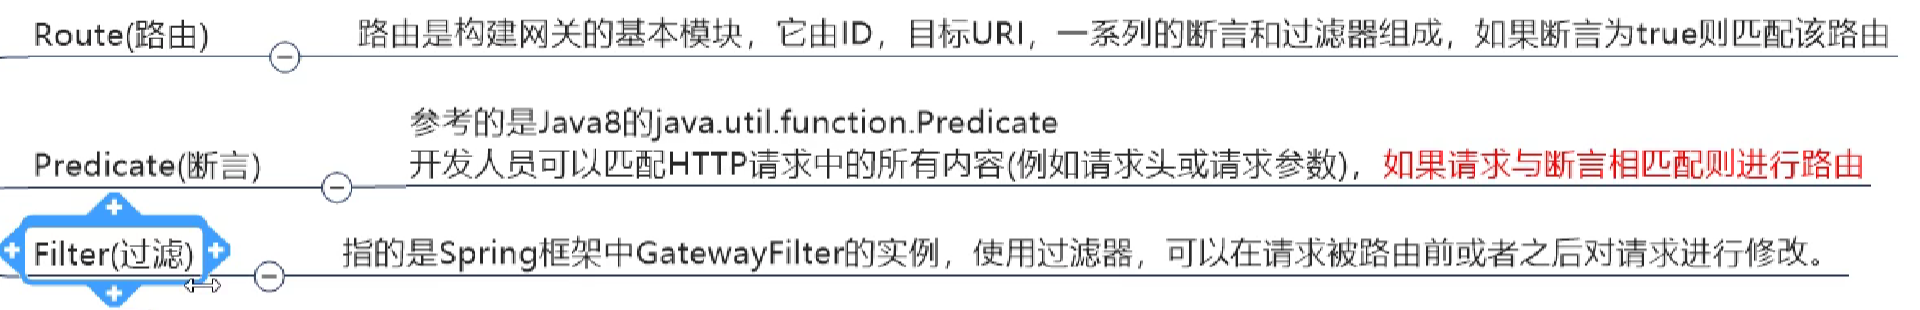 Route(路由)
路由是构建网关的基本模块，它由ID，目标URI，一系列的断言和过滤器组成，如果断言为true则匹配该路由
参考的是Java8的java.util.function.Predicate
Predicate(断言)
开发人员可以匹配HTTP请求中的所有内容(例如请求头或请求参数)，如果请求与断言相匹配则进行路由
Filter(过滤)
指的是Spring框架中GatewayFilter的实例，使用过滤器，可以在请求被路由前或者之后对请求进行修改。